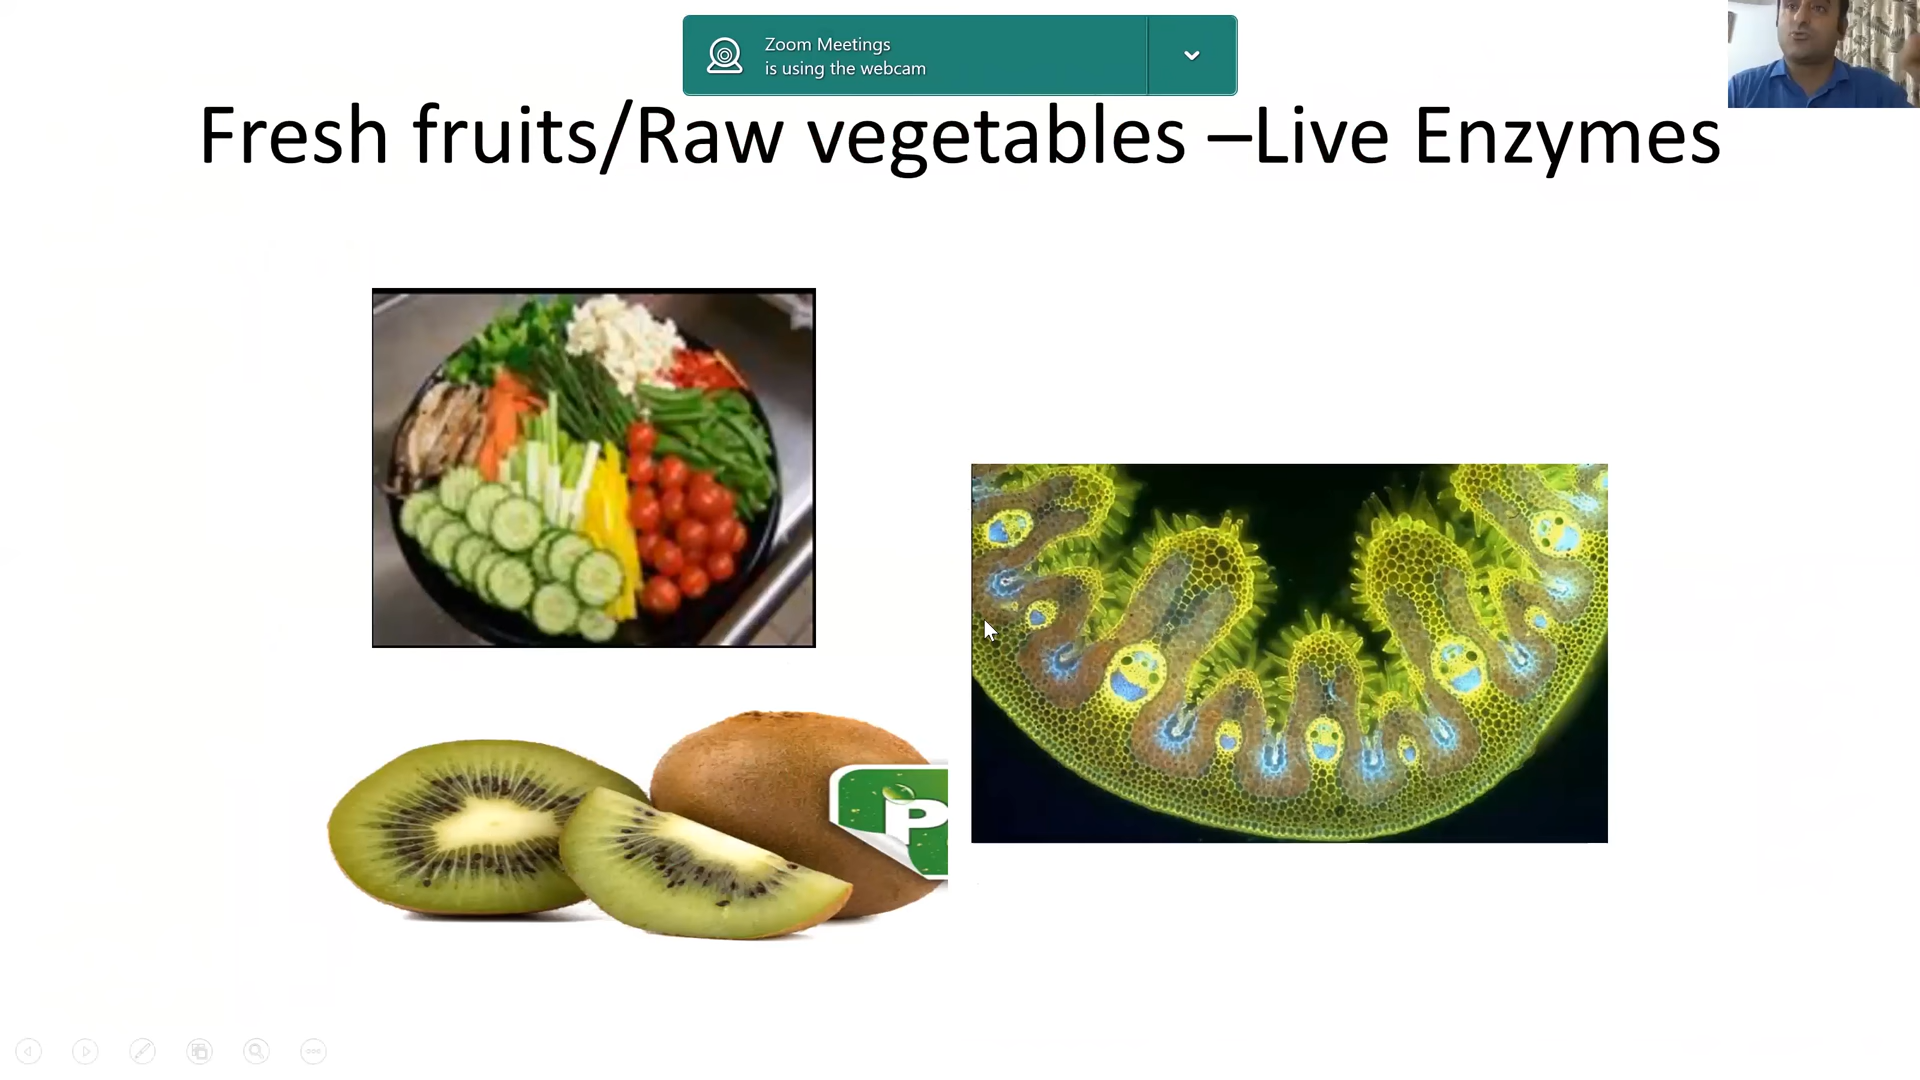 Zoom Meetings
is using the webcam
Fresh fruits/Raw vegetables –Live Enzymes
P